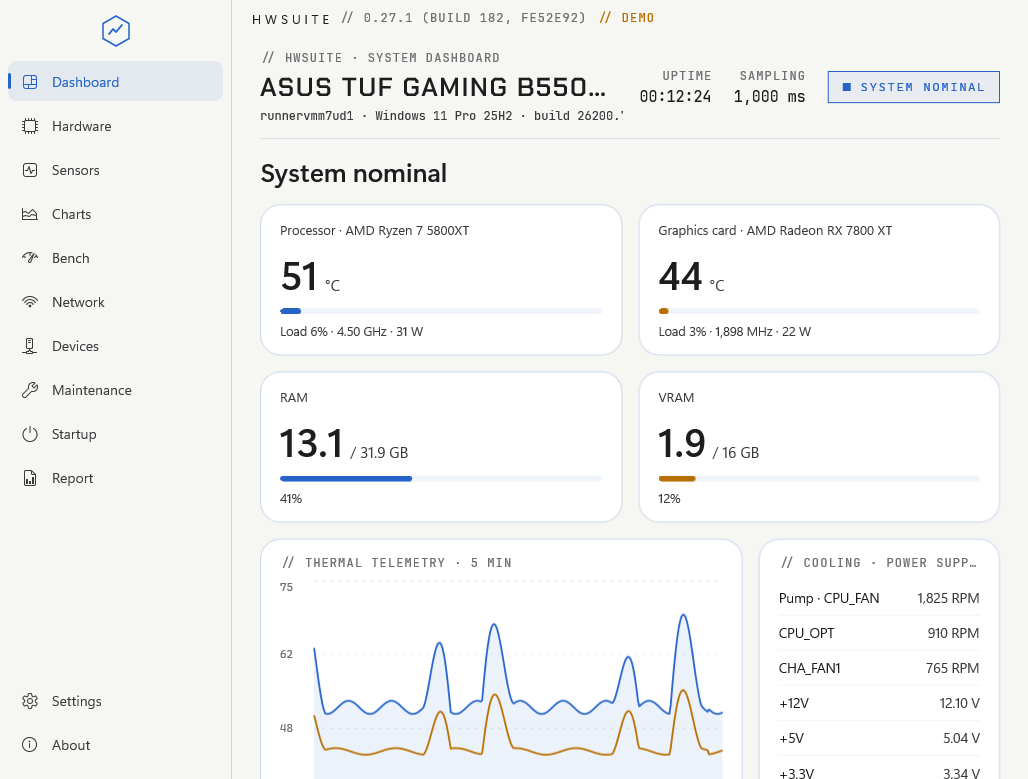 HWSUITE // 0.27.1 (BUILD 182, FE52E92) // DEMO
Dashboard
Hardware
Sensors
Charts
Bench
Network
Devices
Maintenance
Startup
Report
Settings
About
// HWSUITE · SYSTEM DASHBOARD
ASUS TUF GAMING B550...
runnervmm7ud1 · Windows 11 Pro 25H2 · build 26200.
UPTIME
00:12:24
SAMPLING
1,000 ms
SYSTEM NOMINAL
System nominal
Processor · AMD Ryzen 7 5800XT
51 °C
Load 6% · 4.50 GHz · 31 W
Graphics card · AMD Radeon RX 7800 XT
44 °C
Load 3% · 1,898 MHz · 22 W
RAM
13.1 / 31.9 GB
41%
VRAM
1.9 / 16 GB
12%
// THERMAL TELEMETRY · 5 MIN
75
62
48
// COOLING · POWER SUPP…
Pump · CPU_FAN 1,825 RPM
CPU_OPT 910 RPM
CHA_FAN1 765 RPM
+12V 12.10 V
+5V 5.04 V
+3.3V 3.34 V